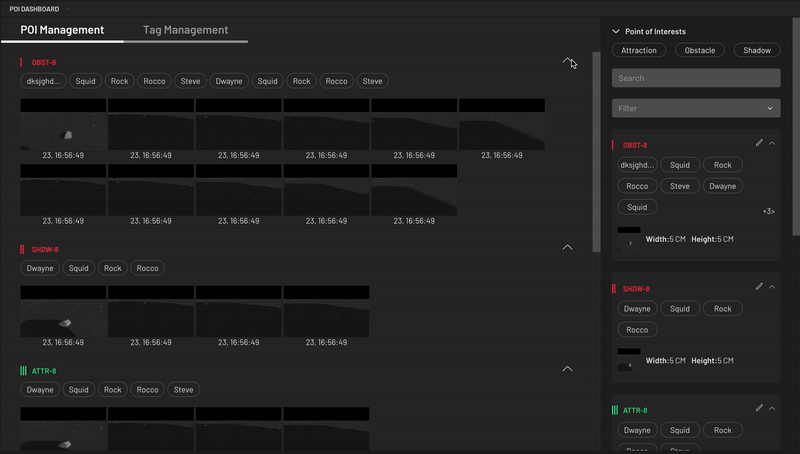 POI DASHBOARD
POI Management Tag Management
OBST-8
dksjghd... Squid Rock Rocco Steve Dwayne Squid Rock Rocco Steve
23, 16:56:49 23, 16:56:49 23, 16:56:49 23, 16:56:49 23, 16:56:49 23, 16:56:49
23, 16:56:49 23, 16:56:49 23, 16:56:49 23, 16:56:49 23, 16:56:49
SHDW-8
Dwayne Squid Rock Rocco
23, 16:56:49 23, 16:56:49 23, 16:56:49 23, 16:56:49
ATTR-8
Dwayne Squid Rock Rocco Steve
Point of Interests
Attraction Obstacle Shadow
Search
Filter
OBST-8
dksjghd... Squid Rock
Rocco Steve Dwayne
Squid +3>
Width:5 CM Height:5 CM
SHDW-8
Dwayne Squid Rock
Rocco
Width:5 CM Height:5 CM
ATTR-8
Dwayne Squid Rock
Rocco Steve